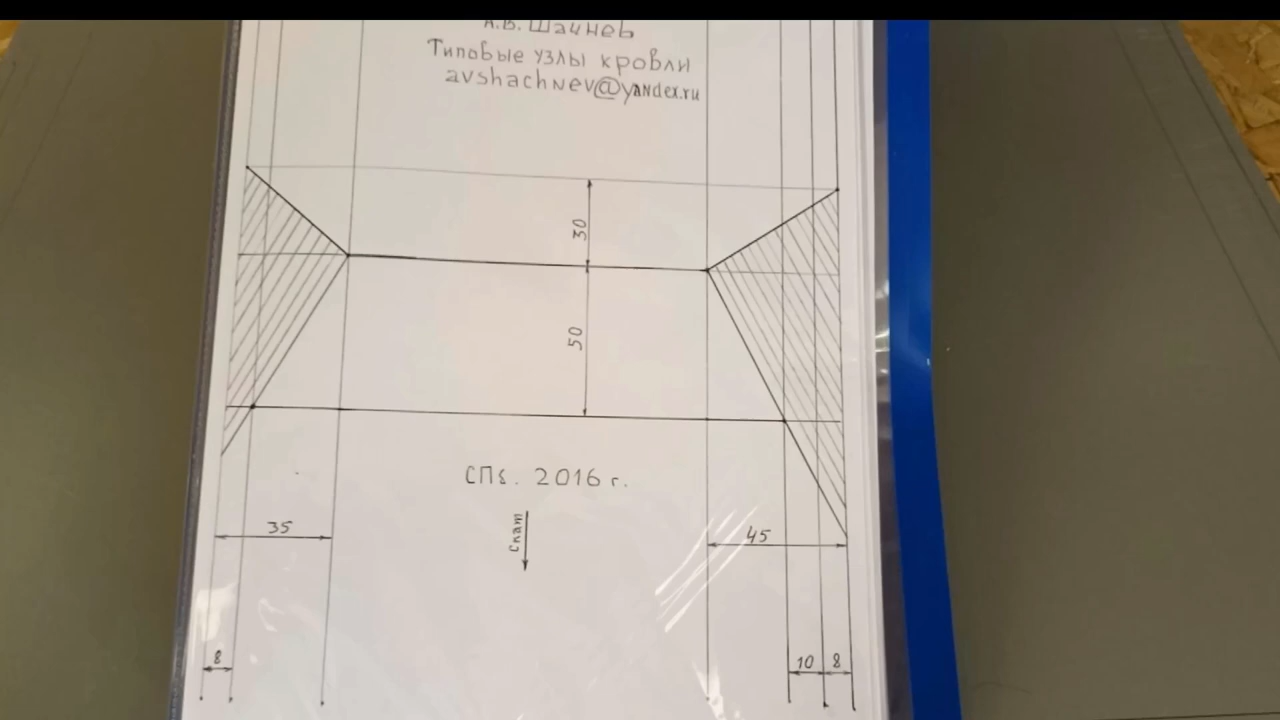 А.В. Шачнев
Типовые узлы кровли
avshachnev@yandex.ru
30
50
СПб. 2016 г.
35
скат
45
8
10
8